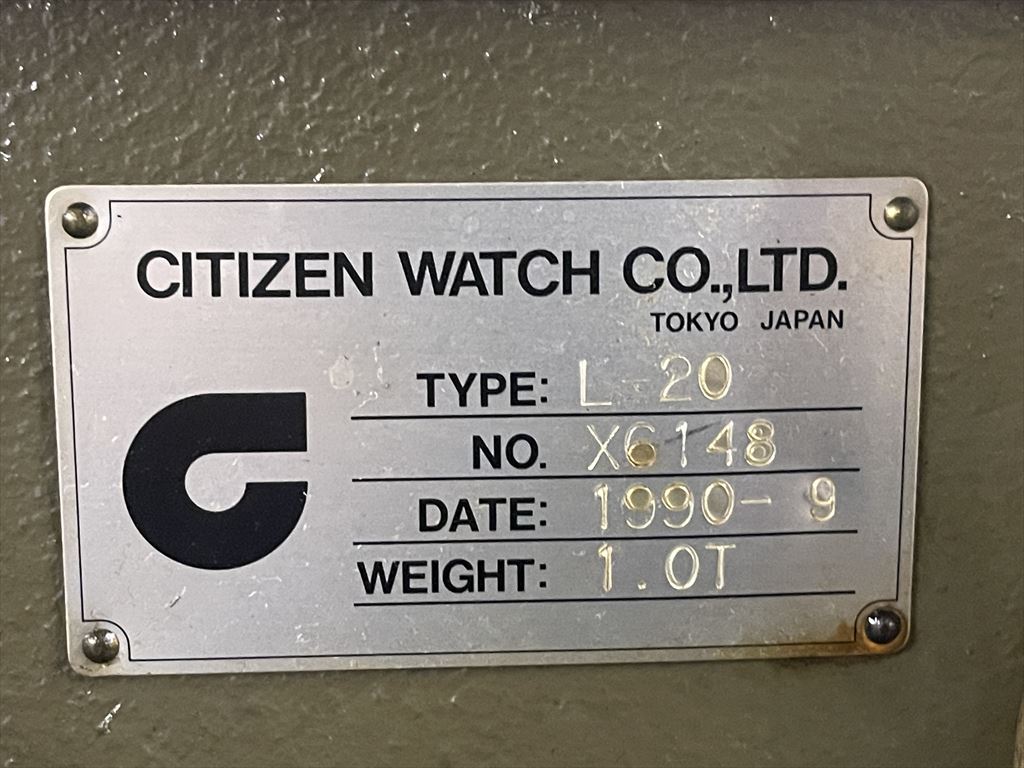 CITIZEN WATCH CO.,LTD.
TOKYO JAPAN
TYPE: L-20
NO. X6148
DATE: 1990-9
WEIGHT: 1.0T